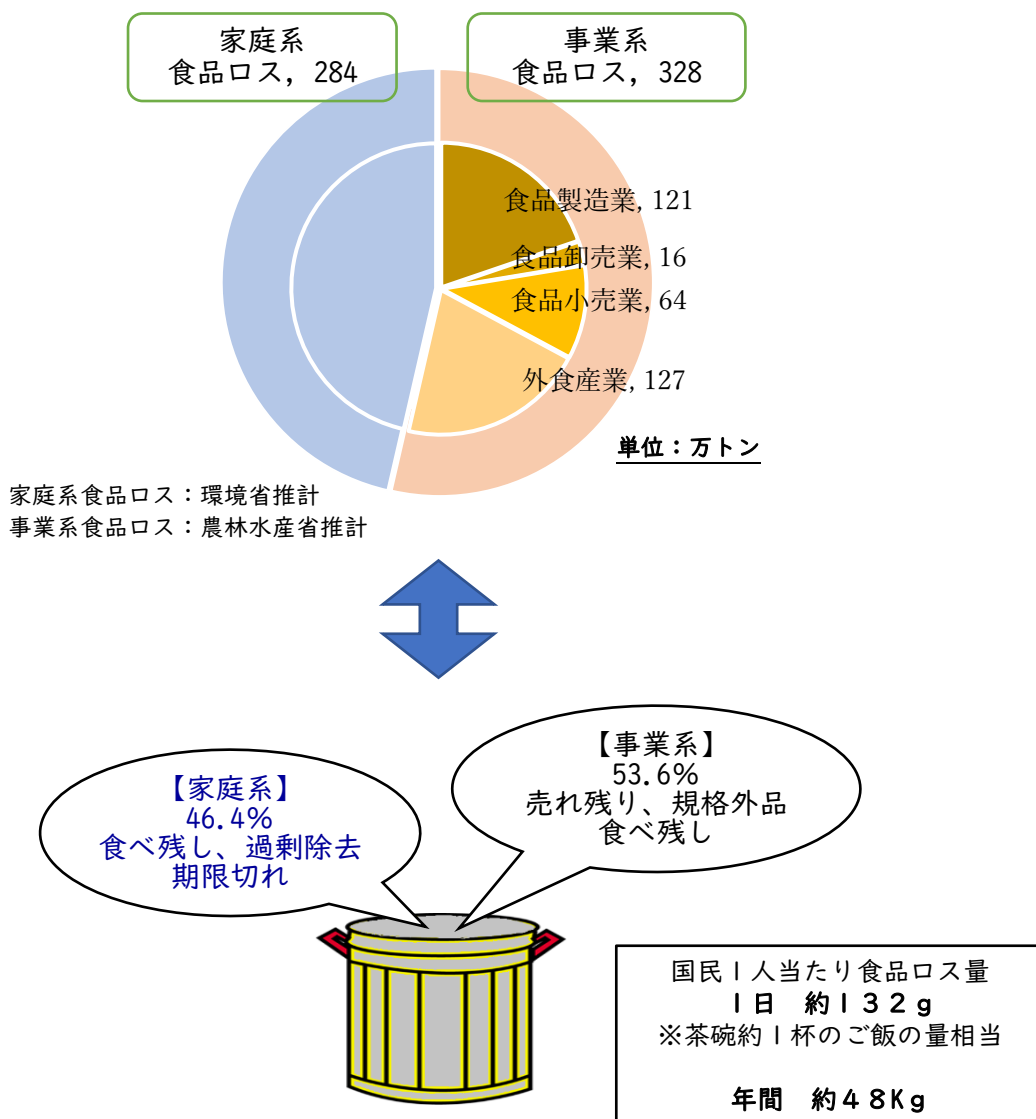 家庭系
食品ロス, 284
事業系
食品ロス, 328
食品製造業, 121
食品卸売業, 16
食品小売業, 64
外食産業, 127
単位：万トン
家庭系食品ロス：環境省推計
事業系食品ロス：農林水産省推計
【事業系】
53.6%
売れ残り、規格外品
食べ残し
【家庭系】
46.4%
食べ残し、過剰除去
期限切れ
国民１人当たり食品ロス量
１日　約１３２ｇ
※茶碗約１杯のご飯の量相当
年間　約４８Kg